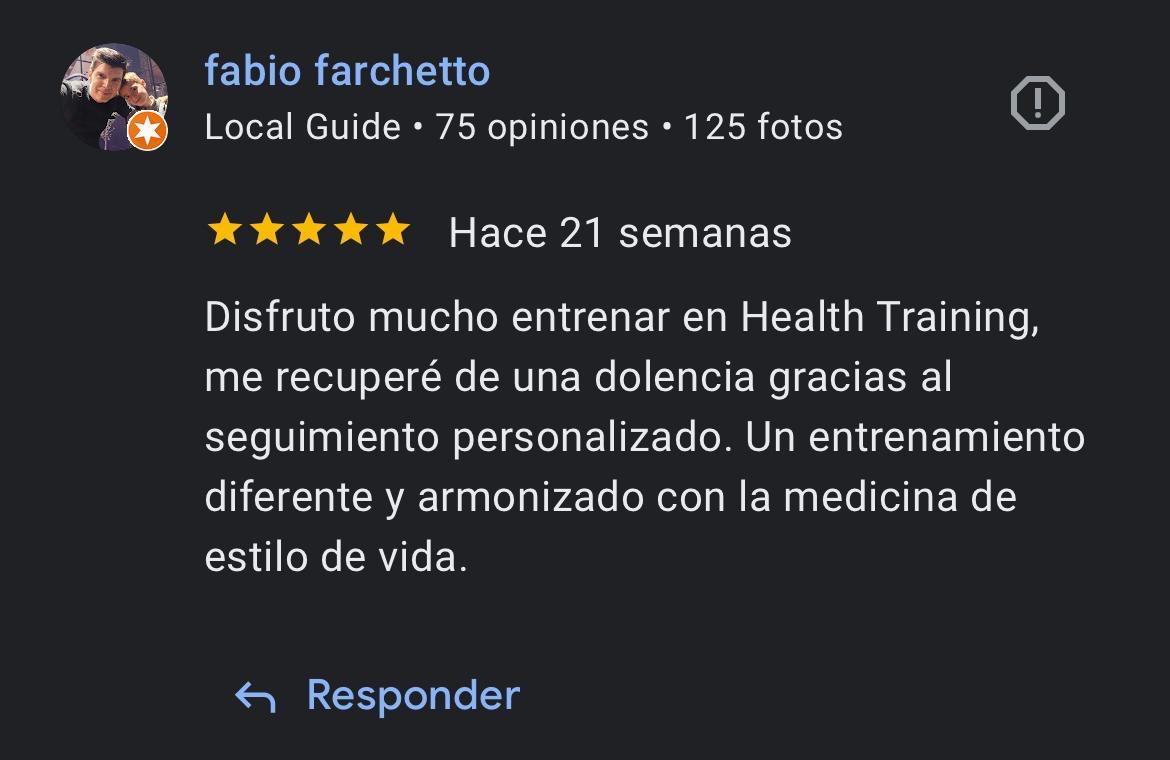 fabio farchetto
Local Guide • 75 opiniones • 125 fotos
Hace 21 semanas
Disfruto mucho entrenar en Health Training,
me recuperé de una dolencia gracias al
seguimiento personalizado. Un entrenamiento
diferente y armonizado con la medicina de
estilo de vida.
Responder